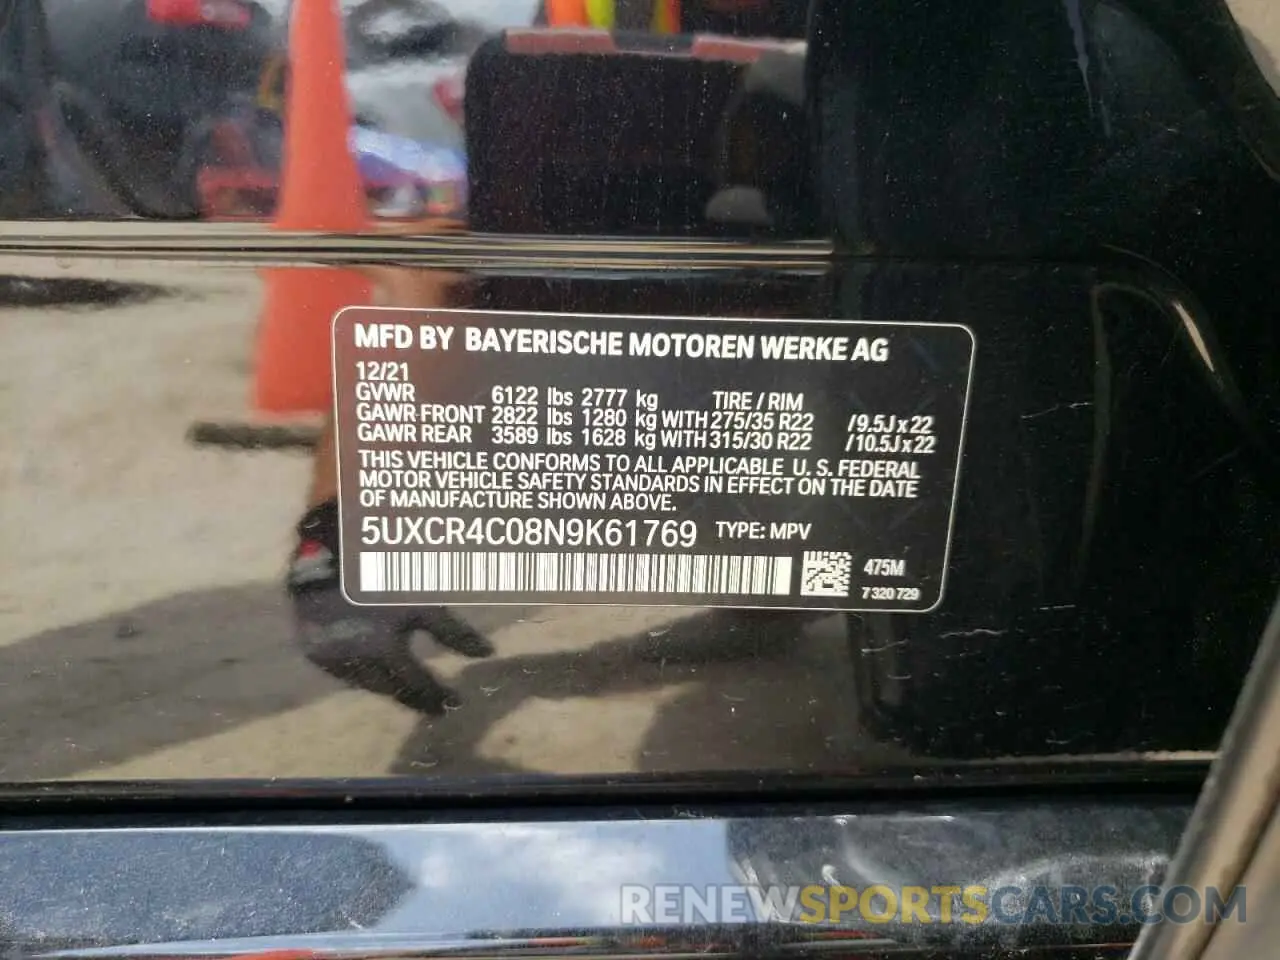 MFD BY BAYERISCHE MOTOREN WERKE AG
12/21
GVWR 6122 lbs 2777 kg TIRE / RIM
GAWR FRONT 2822 lbs 1280 kg WITH 275/35 R22 /9.5J x 22
GAWR REAR 3589 lbs 1628 kg WITH 315/30 R22 /10.5J x 22
THIS VEHICLE CONFORMS TO ALL APPLICABLE U. S. FEDERAL
MOTOR VEHICLE SAFETY STANDARDS IN EFFECT ON THE DATE
OF MANUFACTURE SHOWN ABOVE.
5UXCR4C08N9K61769 TYPE: MPV
475M
7 320 729
RENEWSPORTSCARS.COM